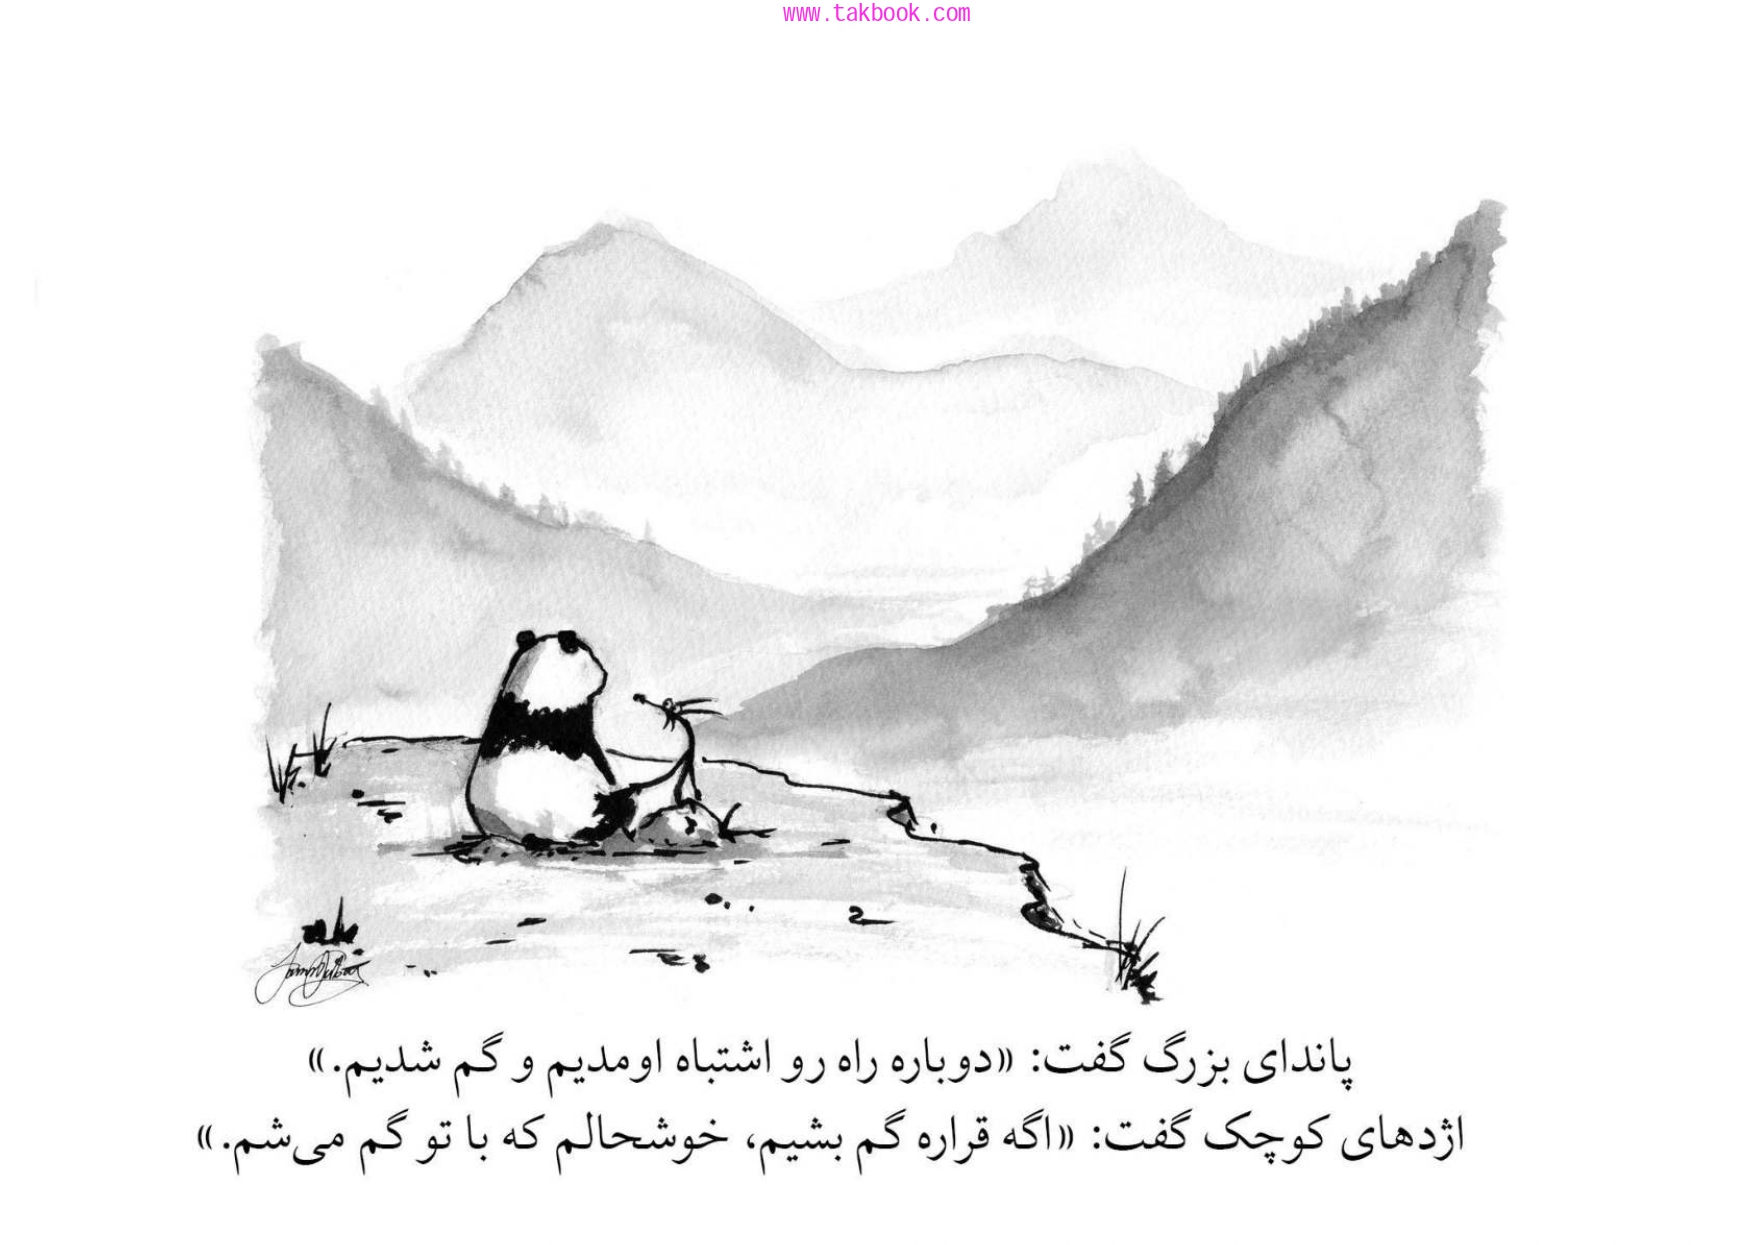 www.takbook.com
پاندای بزرگ گفت: «دوباره راه رو اشتباه اومدیم و گم شدیم.»
اژدهای کوچک گفت: «اگه قراره گم بشیم، خوشحالم که با تو گم می‌شم.»